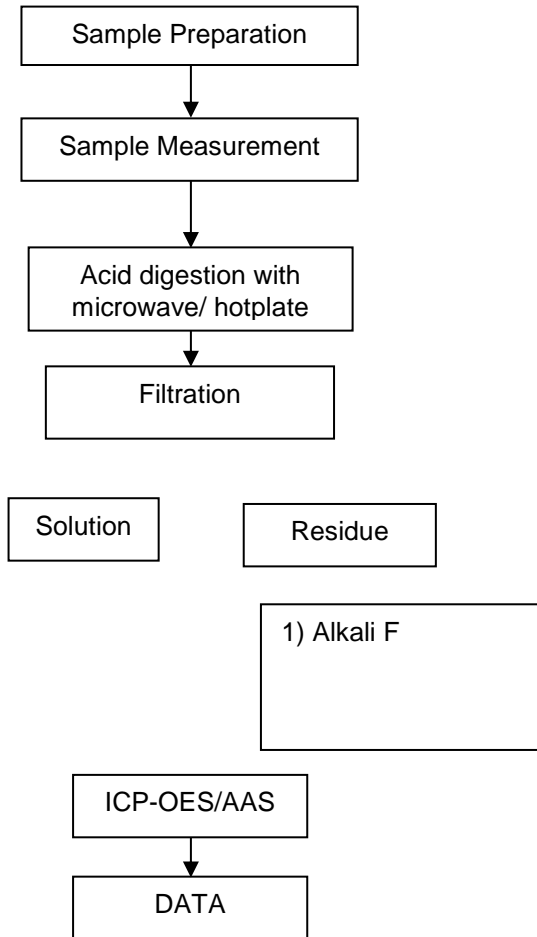 Sample Preparation
Sample Measurement
Acid digestion with
microwave/ hotplate
Filtration
Solution
Residue
1) Alkali F
ICP-OES/AAS
DATA